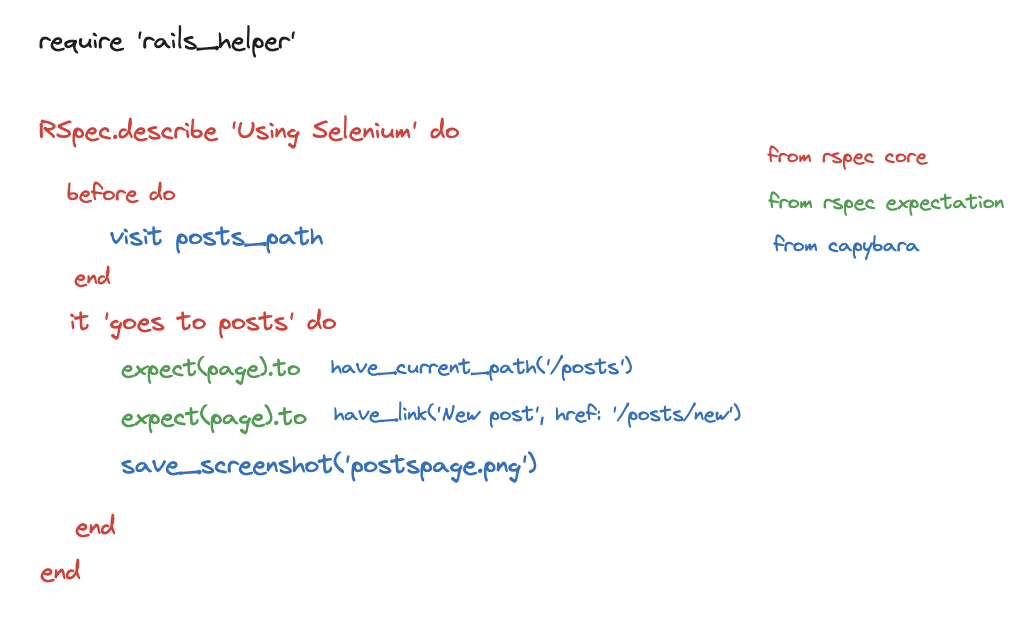 require 'rails_helper'
RSpec.describe 'Using Selenium' do
from rspec core
before do
from rspec expectation
visit posts_path
from capybara
end
it 'goes to posts' do
expect(page).to have_current_path('/posts')
expect(page).to have_link('New post', href: '/posts/new')
save_screenshot('postspage.png')
end
end